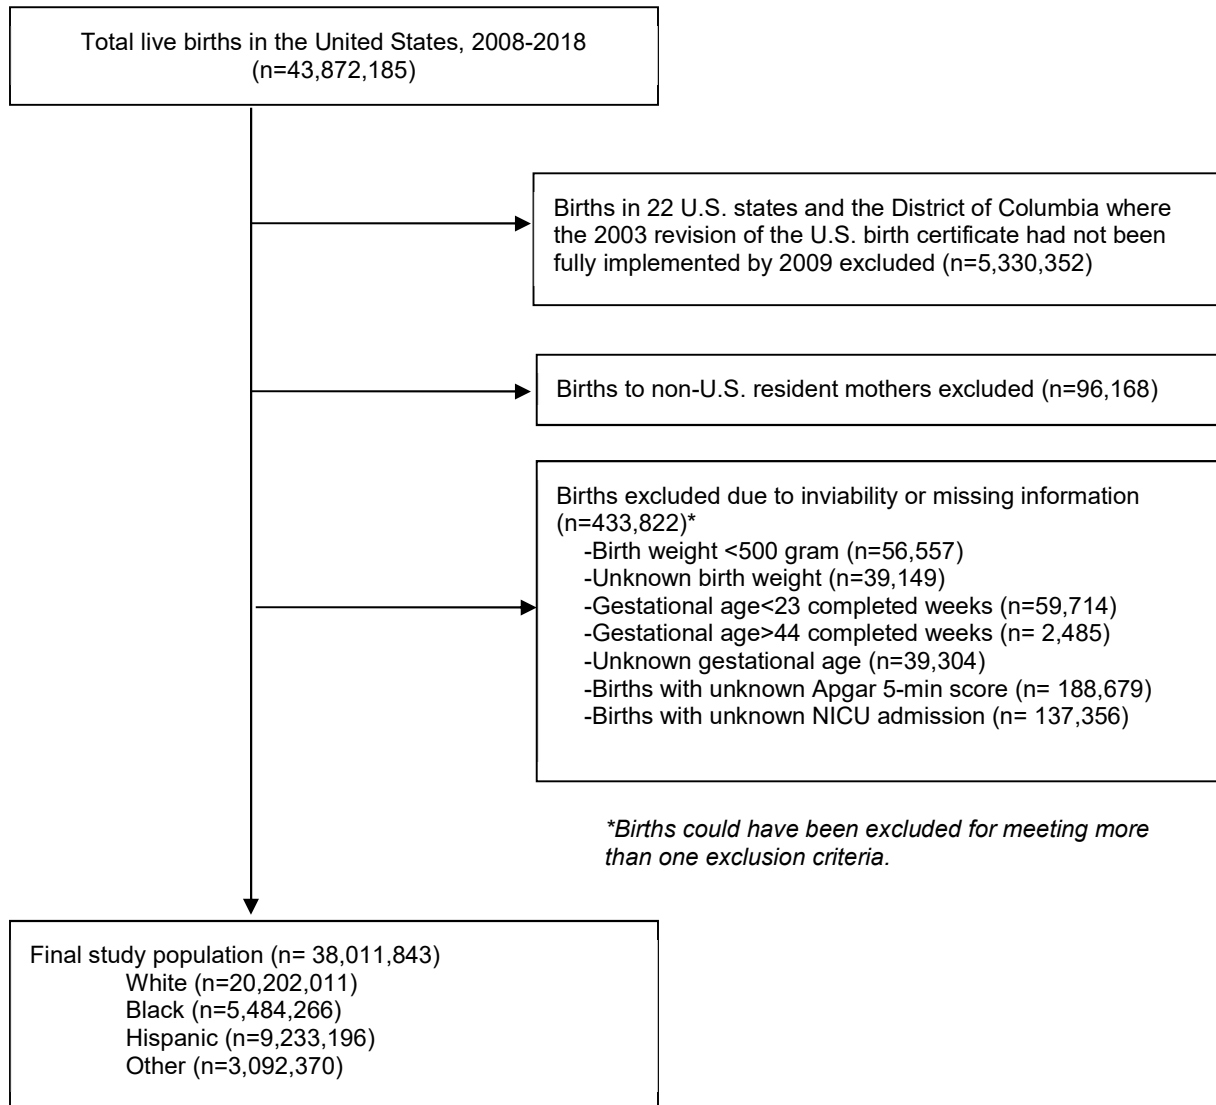 Total live births in the United States, 2008-2018
(n=43,872,185)
Births in 22 U.S. states and the District of Columbia where
the 2003 revision of the U.S. birth certificate had not been
fully implemented by 2009 excluded (n=5,330,352)
Births to non-U.S. resident mothers excluded (n=96,168)
Births excluded due to inviability or missing information
(n=433,822)*
-Birth weight <500 gram (n=56,557)
-Unknown birth weight (n=39,149)
-Gestational age<23 completed weeks (n=59,714)
-Gestational age>44 completed weeks (n= 2,485)
-Unknown gestational age (n=39,304)
-Births with unknown Apgar 5-min score (n= 188,679)
-Births with unknown NICU admission (n= 137,356)
*Births could have been excluded for meeting more
than one exclusion criteria.
Final study population (n= 38,011,843)
White (n=20,202,011)
Black (n=5,484,266)
Hispanic (n=9,233,196)
Other (n=3,092,370)